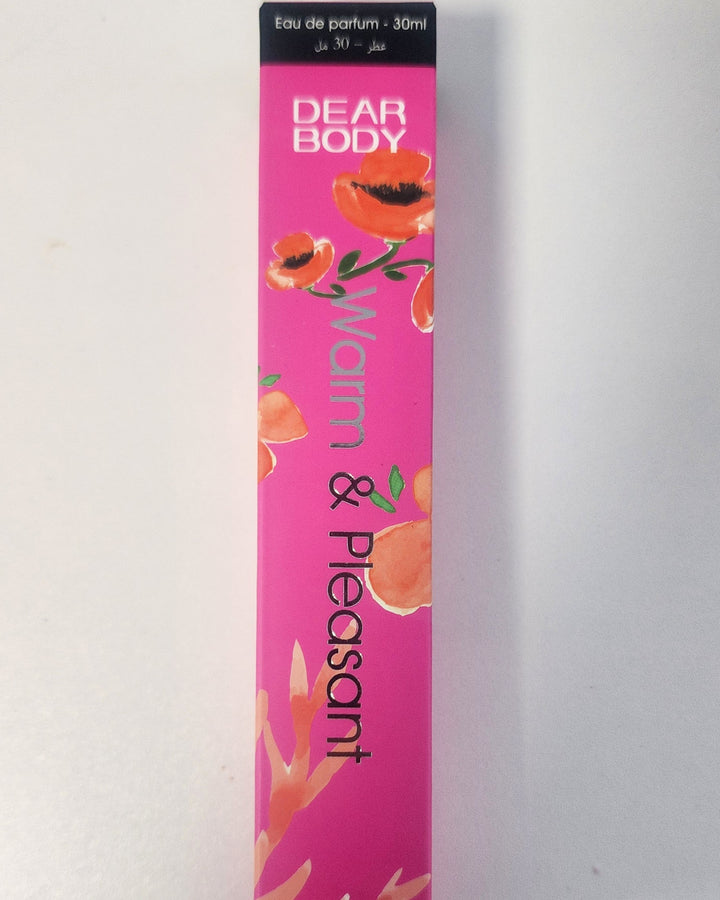 Eau de parfum - 30ml
عطر – 30 مل
DEAR
BODY
Warm & Pleasant